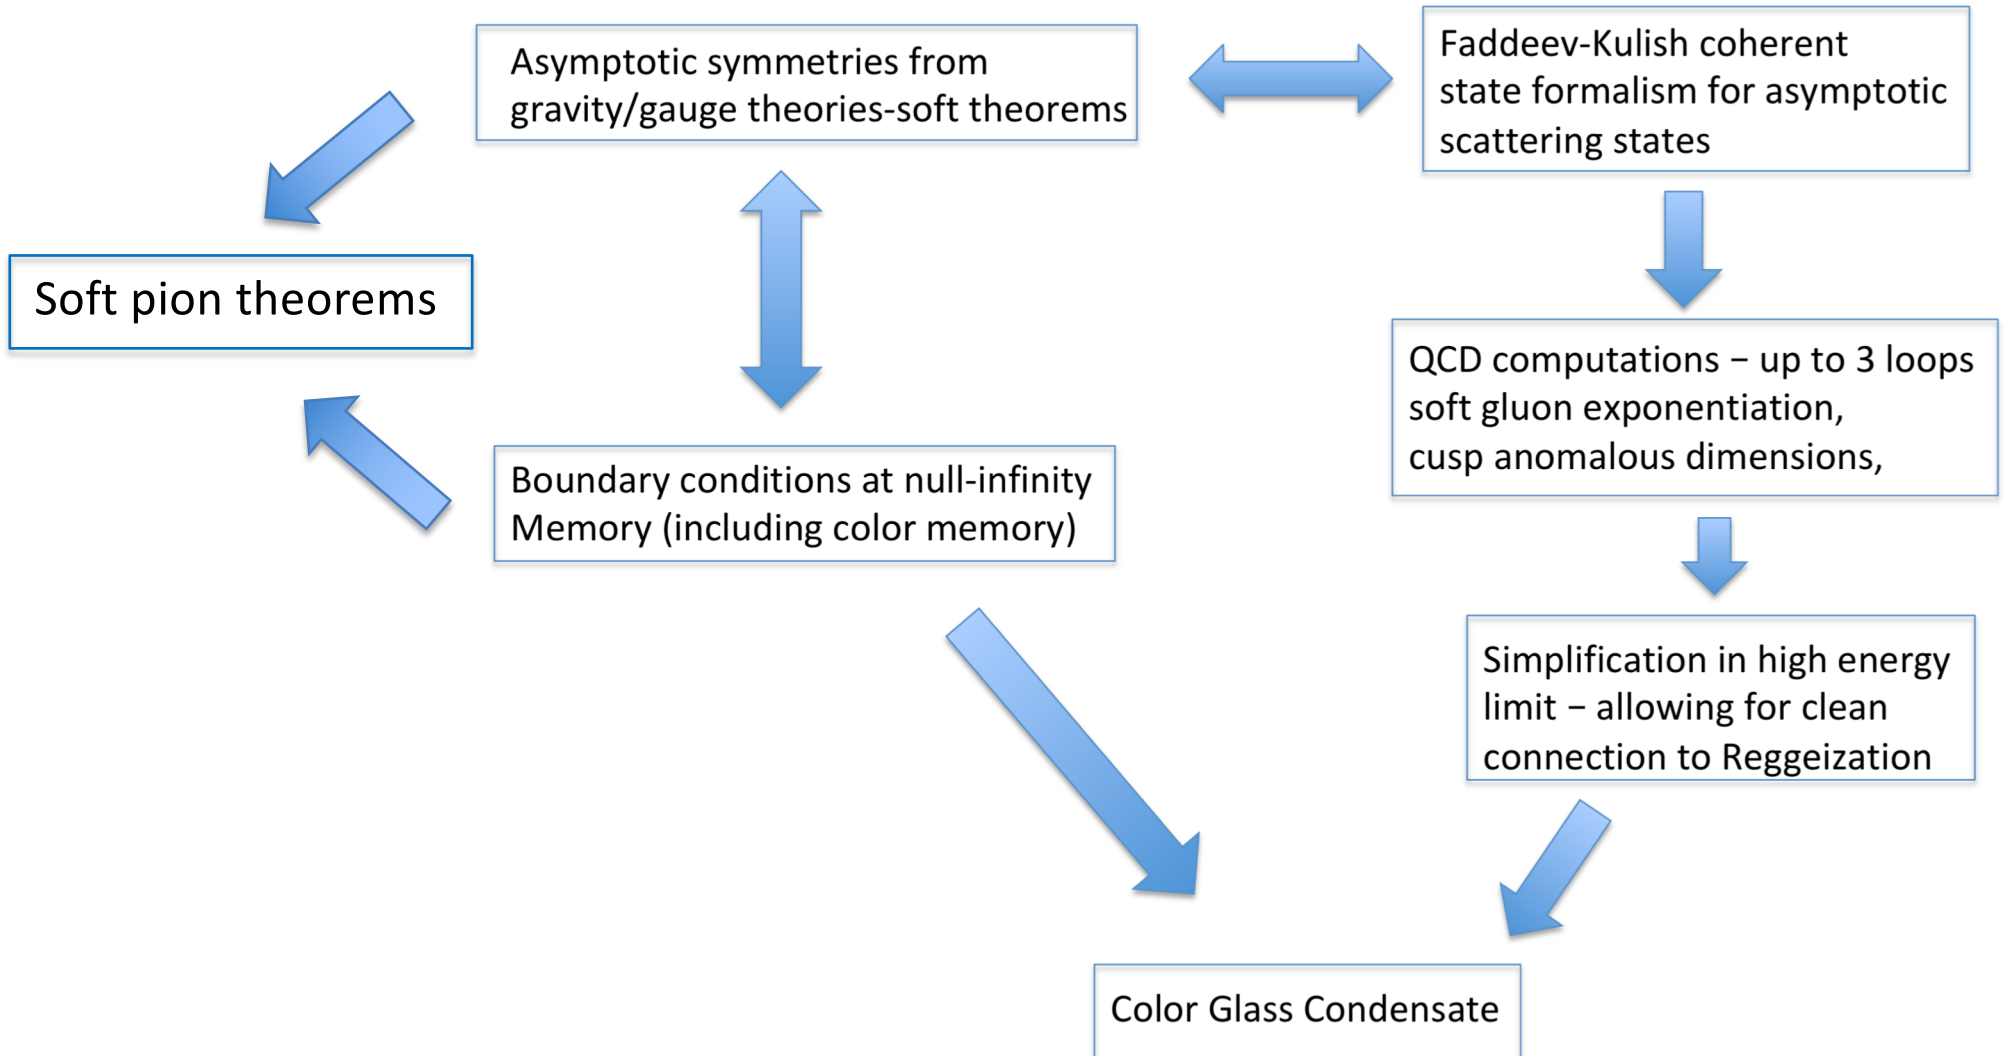 Asymptotic symmetries from
gravity/gauge theories-soft theorems
Faddeev-Kulish coherent
state formalism for asymptotic
scattering states
Soft pion theorems
QCD computations – up to 3 loops
soft gluon exponentiation,
cusp anomalous dimensions,
Boundary conditions at null-infinity
Memory (including color memory)
Simplification in high energy
limit – allowing for clean
connection to Reggeization
Color Glass Condensate